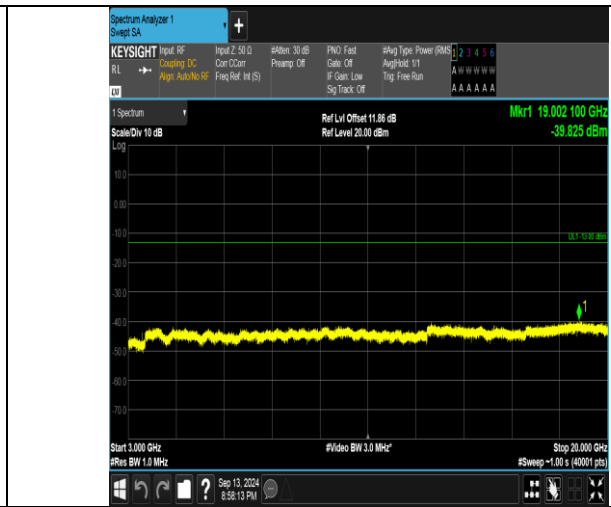 Spectrum Analyzer 1
Swept SA
+
KEYSIGHT
RL
LXI
Input: RF
Coupling: DC
Align: Auto/No RF
Input Z: 50 Ω
Corr CCorr
Freq Ref: Int (S)
#Atten: 30 dB
Preamp: Off
PNO: Fast
Gate: Off
IF Gain: Low
Sig Track: Off
#Avg Type: Power (RMS
Avg|Hold: 1/1
Trig: Free Run
1 2 3 4 5 6
A W W W W W
A A A A A A
1 Spectrum
Scale/Div 10 dB
Log
Ref Lvl Offset 11.86 dB
Ref Level 20.00 dBm
Mkr1 19.002 100 GHz
-39.825 dBm
10.0
0.00
-10.0
DL1 -13.00 dBm
-20.0
-30.0
1
-40.0
-50.0
-60.0
-70.0
Start 3.000 GHz
#Res BW 1.0 MHz
#Video BW 3.0 MHz*
Stop 20.000 GHz
#Sweep ~1.00 s (40001 pts)
?
Sep 13, 2024
8:58:13 PM